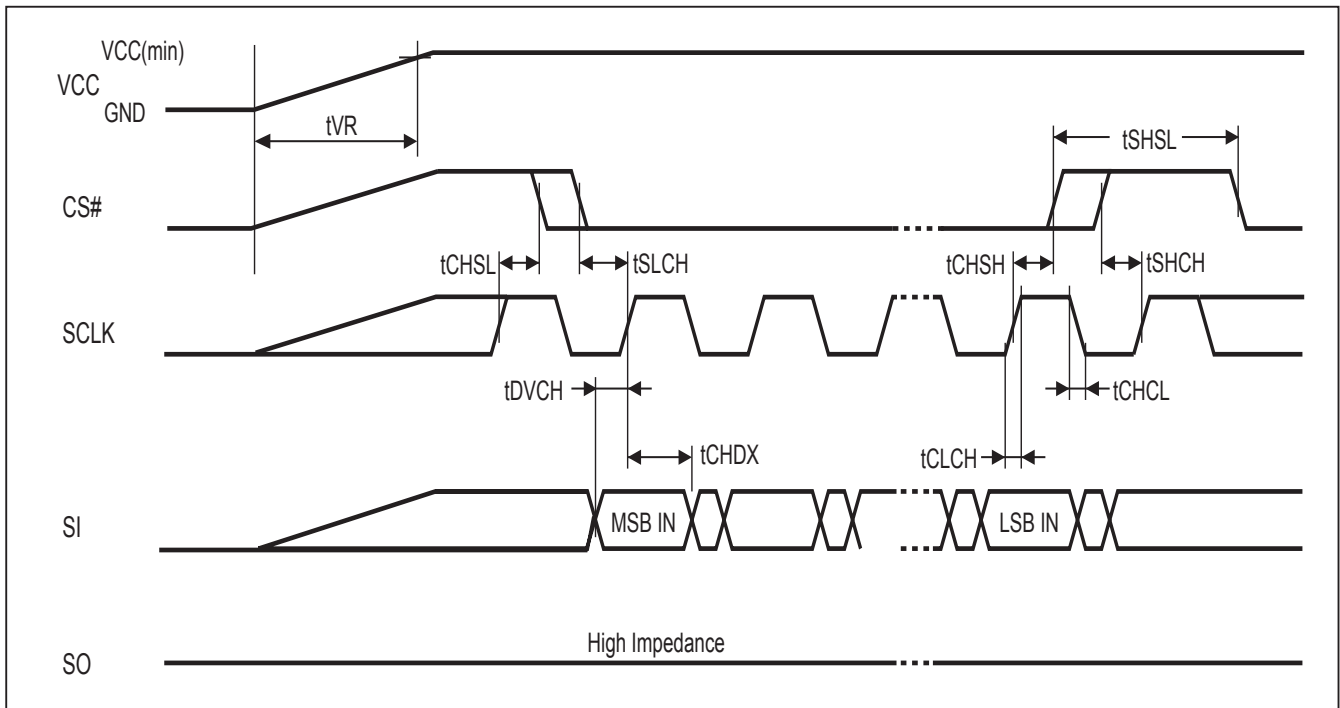 VCC(min)
VCC
GND
tVR
tSHSL
CS#
tCHSL
tSLCH
tCHSH
tSHCH
SCLK
tDVCH
tCHCL
tCHDX
tCLCH
SI
MSB IN
LSB IN
High Impedance
SO